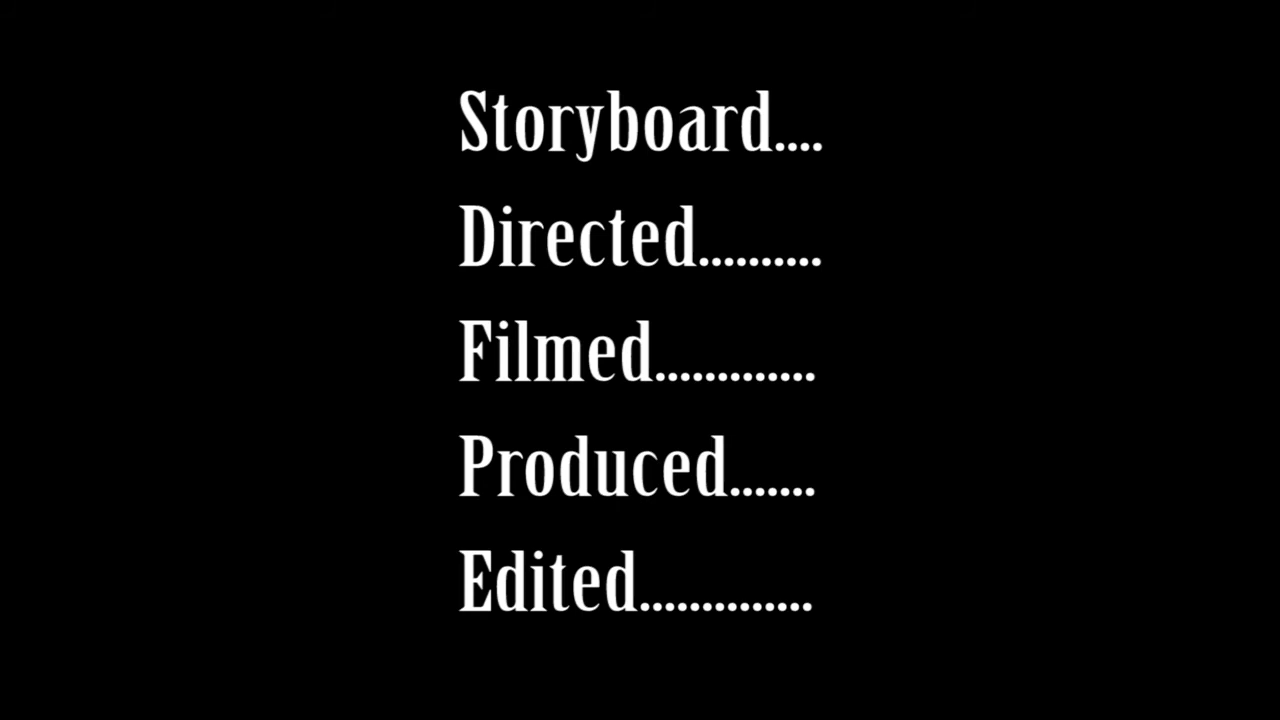 Storyboard....
Directed..........
Filmed.............
Produced.......
Edited..............